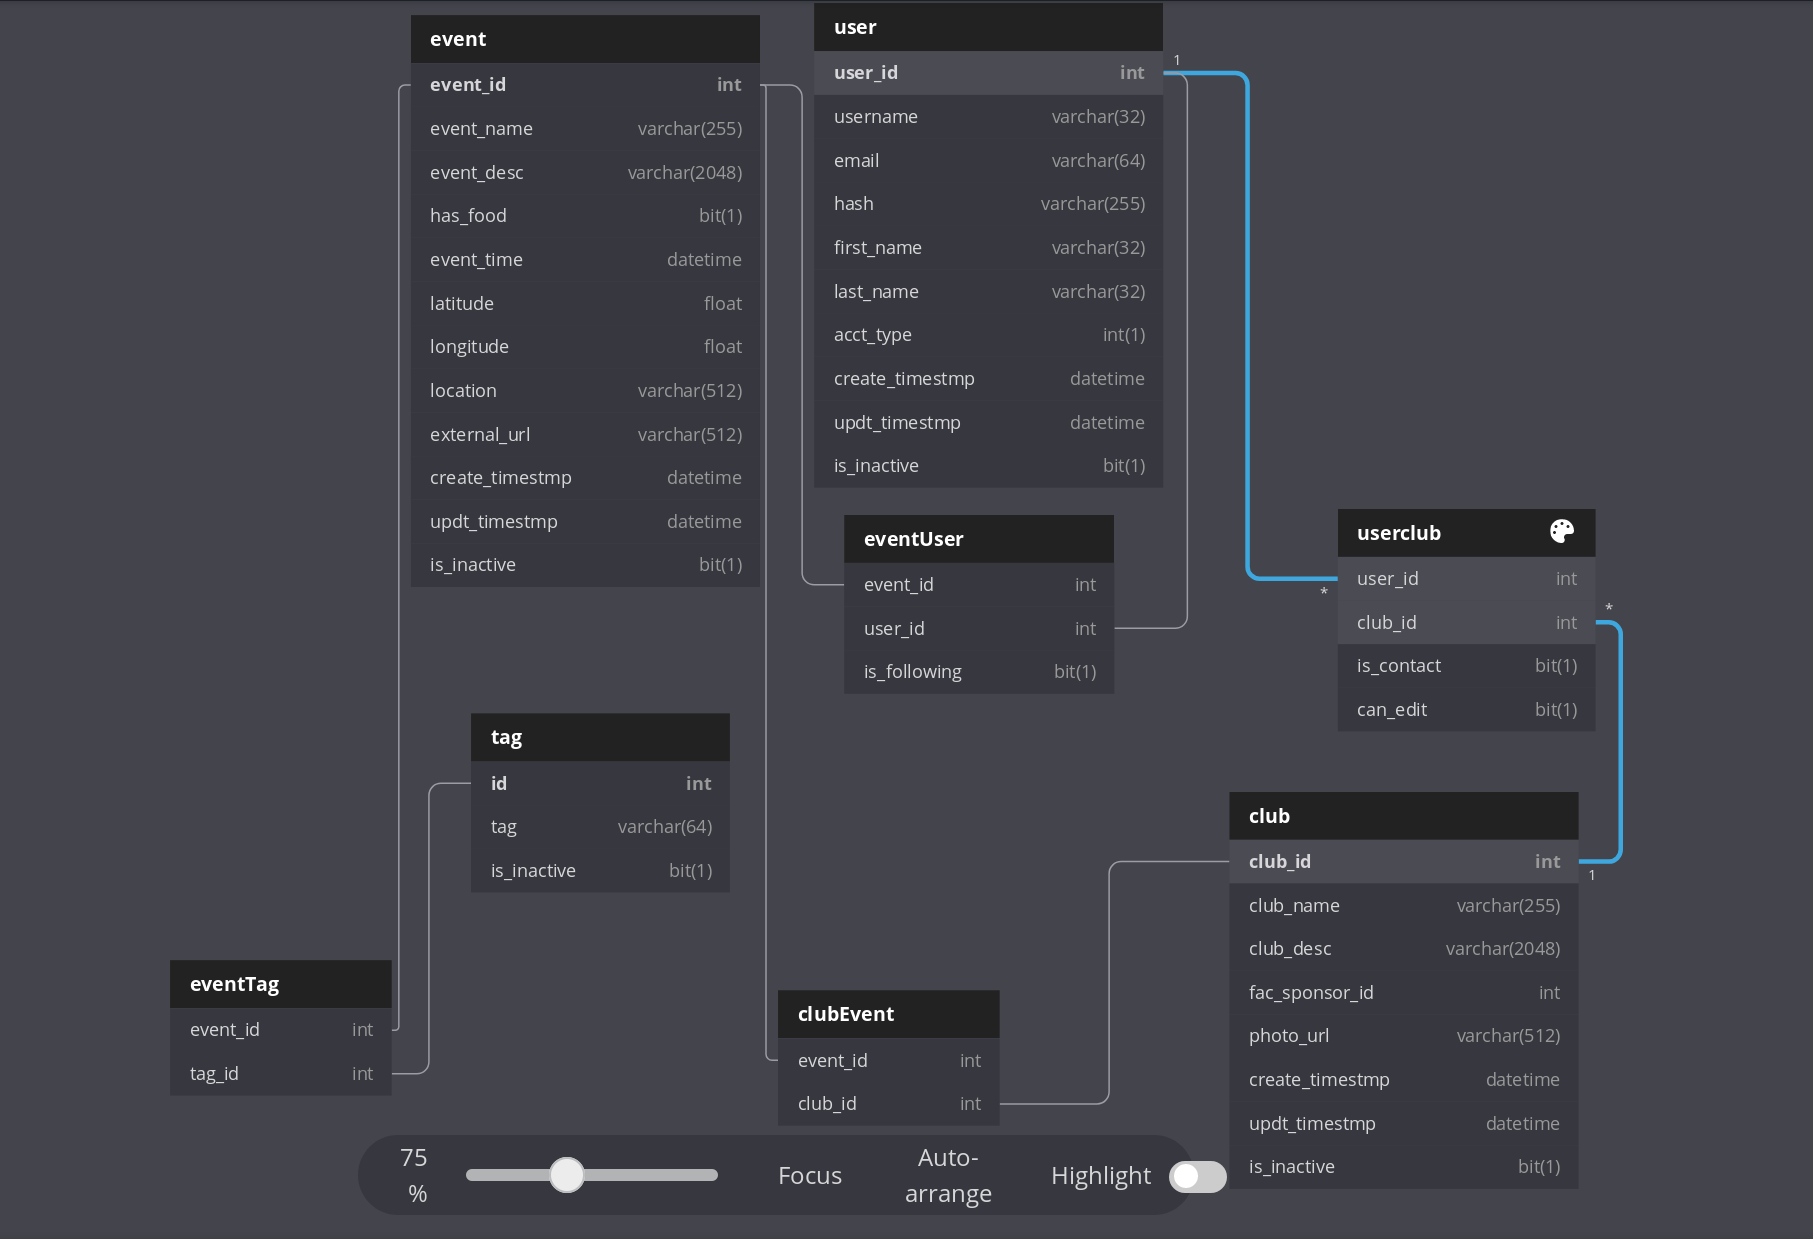 event
event_id int
event_name varchar(255)
event_desc varchar(2048)
has_food bit(1)
event_time datetime
latitude float
longitude float
location varchar(512)
external_url varchar(512)
create_timestmp datetime
updt_timestmp datetime
is_inactive bit(1)
user
user_id int
1
username varchar(32)
email varchar(64)
hash varchar(255)
first_name varchar(32)
last_name varchar(32)
acct_type int(1)
create_timestmp datetime
updt_timestmp datetime
is_inactive bit(1)
eventUser
event_id int
user_id int
is_following bit(1)
userclub
user_id int
*
club_id int
*
is_contact bit(1)
can_edit bit(1)
tag
id int
tag varchar(64)
is_inactive bit(1)
club
club_id int
1
club_name varchar(255)
club_desc varchar(2048)
fac_sponsor_id int
photo_url varchar(512)
create_timestmp datetime
updt_timestmp datetime
is_inactive bit(1)
eventTag
event_id int
tag_id int
clubEvent
event_id int
club_id int
75
%
Focus
Auto-
arrange
Highlight